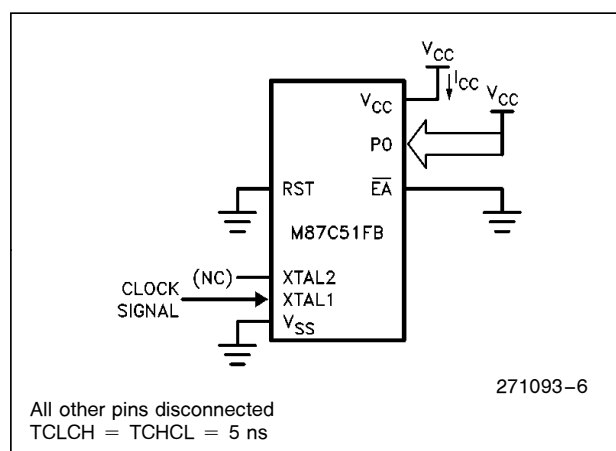 VCC
ICC
VCC
VCC
P0
RST
EA
M87C51FB
(NC)
XTAL2
CLOCK
SIGNAL
XTAL1
VSS
271093–6
All other pins disconnected
TCLCH = TCHCL = 5 ns